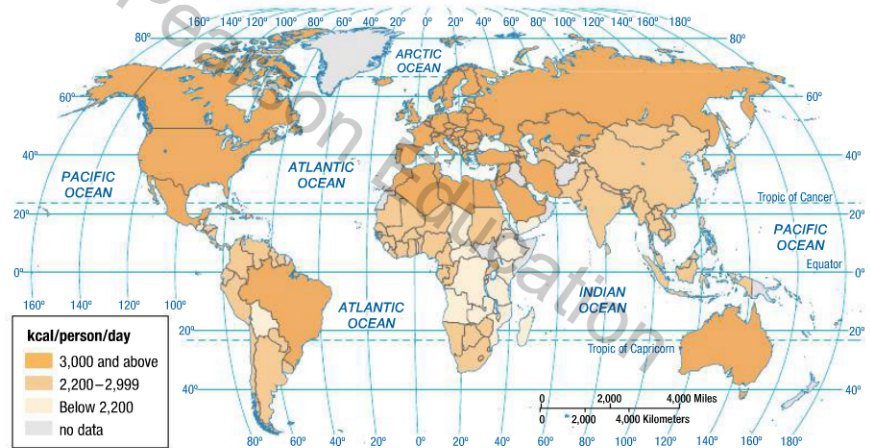 160° 140° 120° 100° 80° 60° 40° 20° 0° 20° 40° 60° 80° 100° 120° 140° 160° 180°
80° 80°
ARCTIC
OCEAN
60° 60°
40° 40°
PACIFIC
OCEAN
ATLANTIC
OCEAN
Tropic of Cancer
20° 20°
PACIFIC
OCEAN
Equator
0° 0° 0°
160° 140° 120° 100°
ATLANTIC
OCEAN
INDIAN
OCEAN
20° 20°
Tropic of Capricorn
40° 40°
kcal/person/day
3,000 and above
2,200–2,999
Below 2,200
no data
0 2,000 4,000 Miles
0 2,000 4,000 Kilometers
80° 60° 40° 20° 0° 20° 40° 60° 80° 100° 120° 140°
Pearson Education